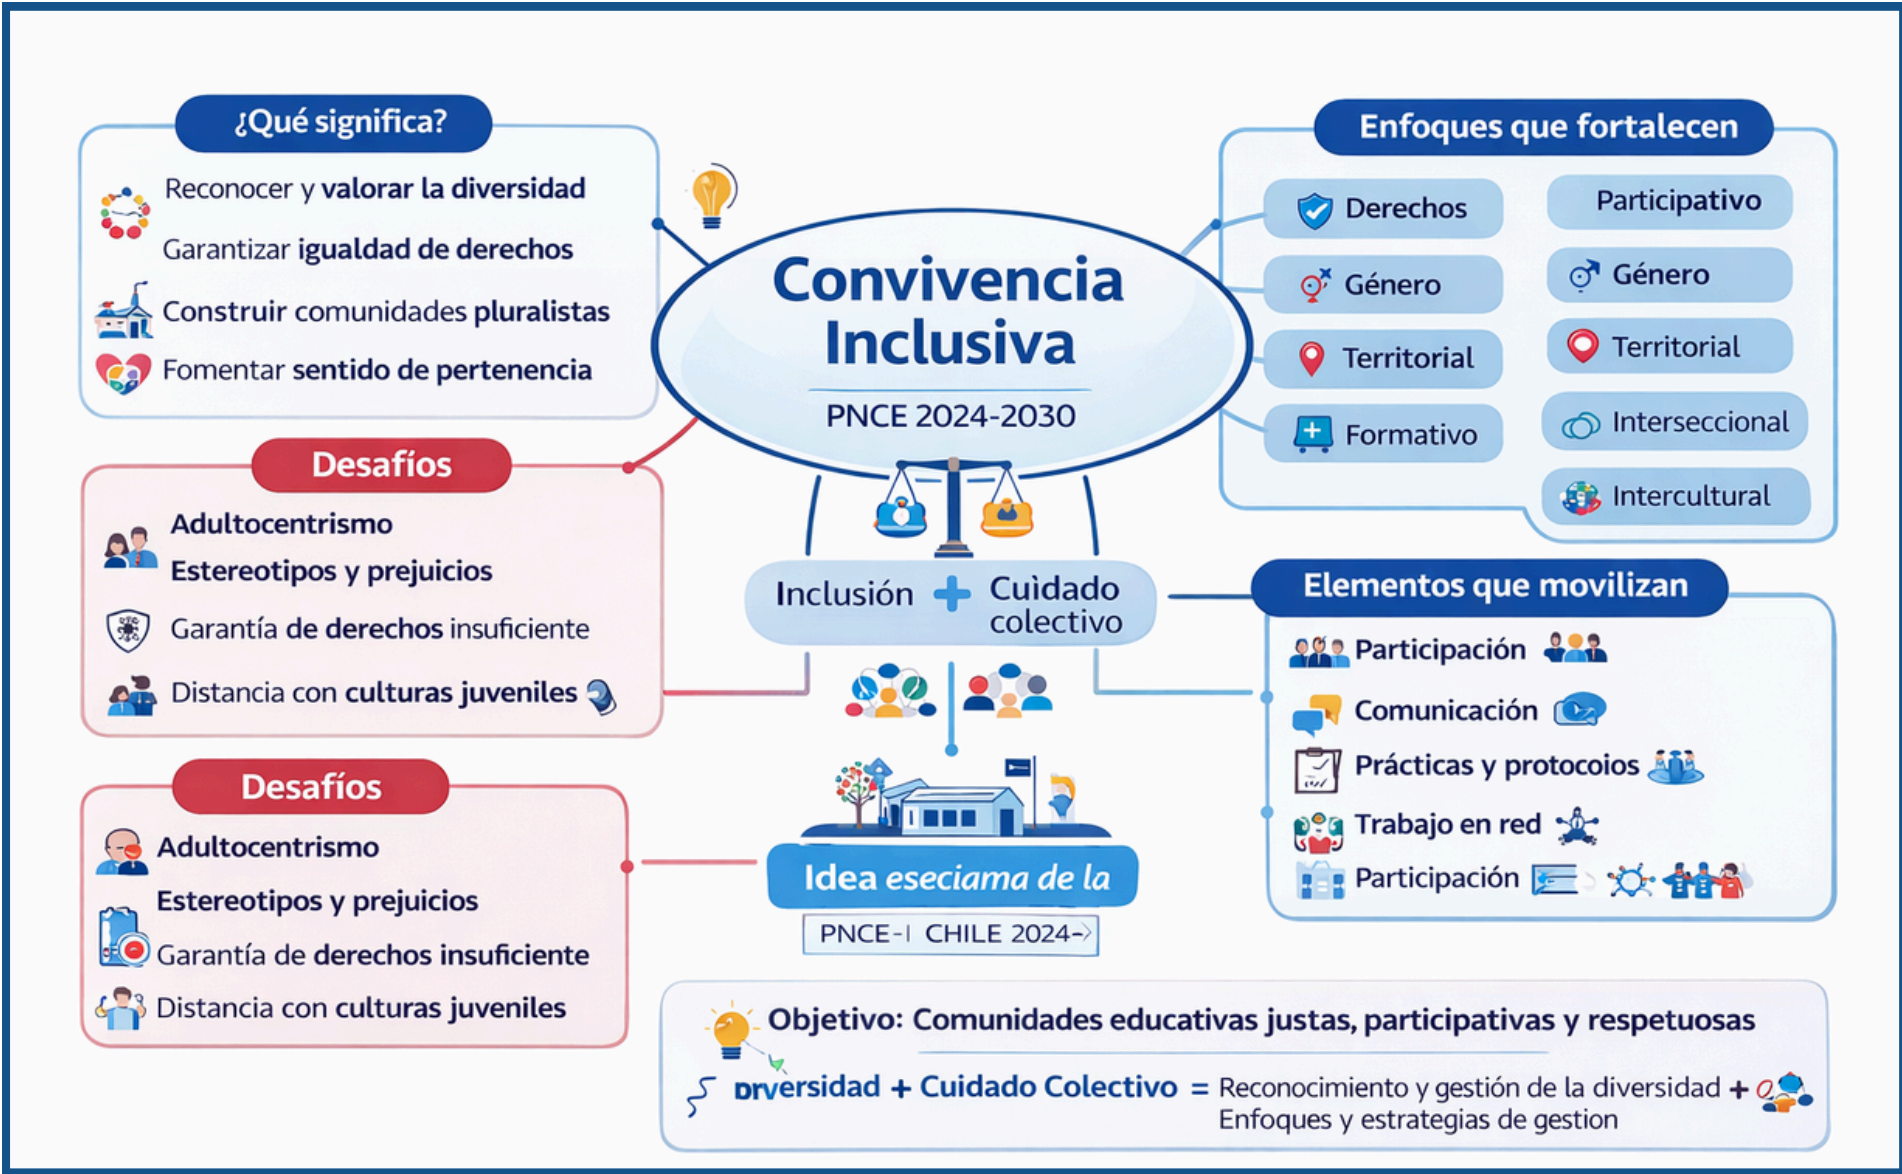 ¿Qué significa?
Reconocer y valorar la diversidad
Garantizar igualdad de derechos
Construir comunidades pluralistas
Fomentar sentido de pertenencia
Desafíos
Adultocentrismo
Estereotipos y prejuicios
Garantía de derechos insuficiente
Distancia con culturas juveniles
Desafíos
Adultocentrismo
Estereotipos y prejuicios
Garantía de derechos insuficiente
Distancia con culturas juveniles
Convivencia
Inclusiva
PNCE 2024-2030
Inclusión + Cuìdado
colectivo
Idea eseciama de la
PNCE-I CHILE 2024->
Enfoques que fortalecen
Derechos
Género
Territorial
Formativo
Participativo
Género
Territorial
Interseccional
Intercultural
Elementos que movilizan
Participación
Comunicación
Prácticas y protocoios
Trabajo en red
Participación
Objetivo: Comunidades educativas justas, participativas y respetuosas
Drversidad + Cuidado Colectivo = Reconocimiento y gestión de la diversidad +
Enfoques y estrategias de gestion